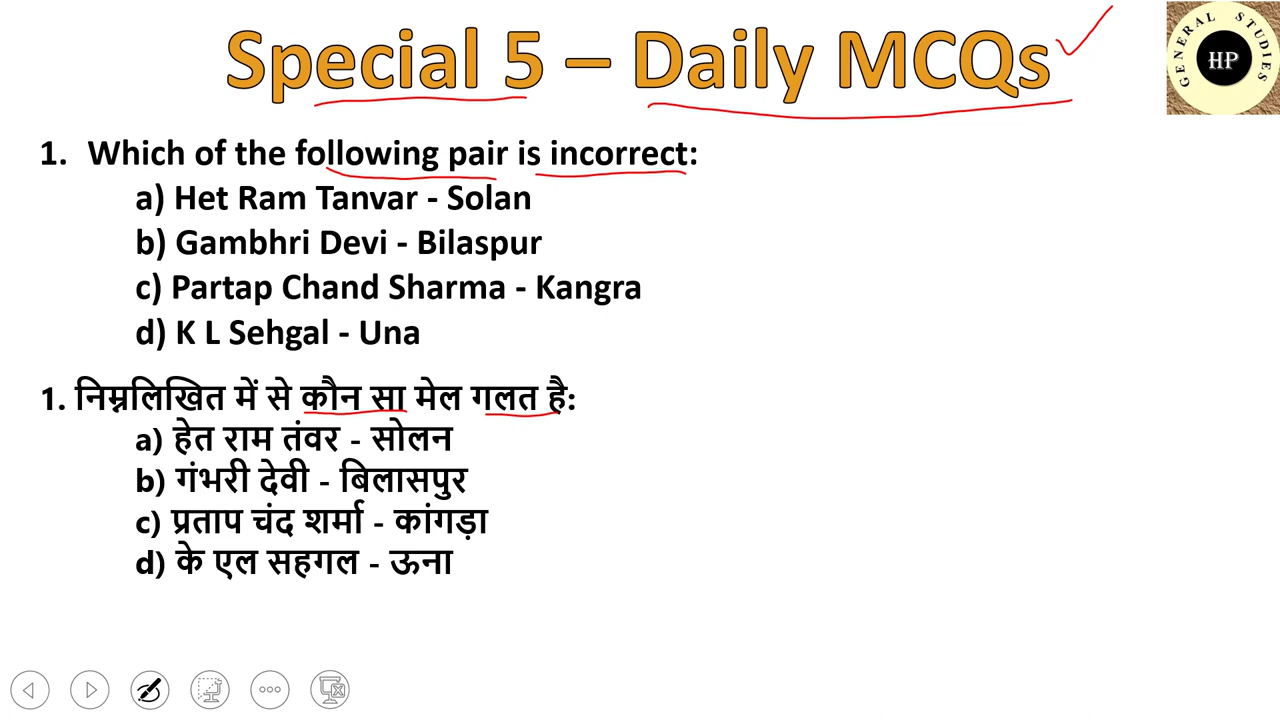 Special 5 – Daily MCQs
GENERAL STUDIES
HP
1. Which of the following pair is incorrect:
a) Het Ram Tanvar - Solan
b) Gambhri Devi - Bilaspur
c) Partap Chand Sharma - Kangra
d) K L Sehgal - Una
1. निम्नलिखित में से कौन सा मेल गलत है:
a) हेत राम तंवर - सोलन
b) गंभरी देवी - बिलासपुर
c) प्रताप चंद शर्मा - कांगड़ा
d) के एल सहगल - ऊना